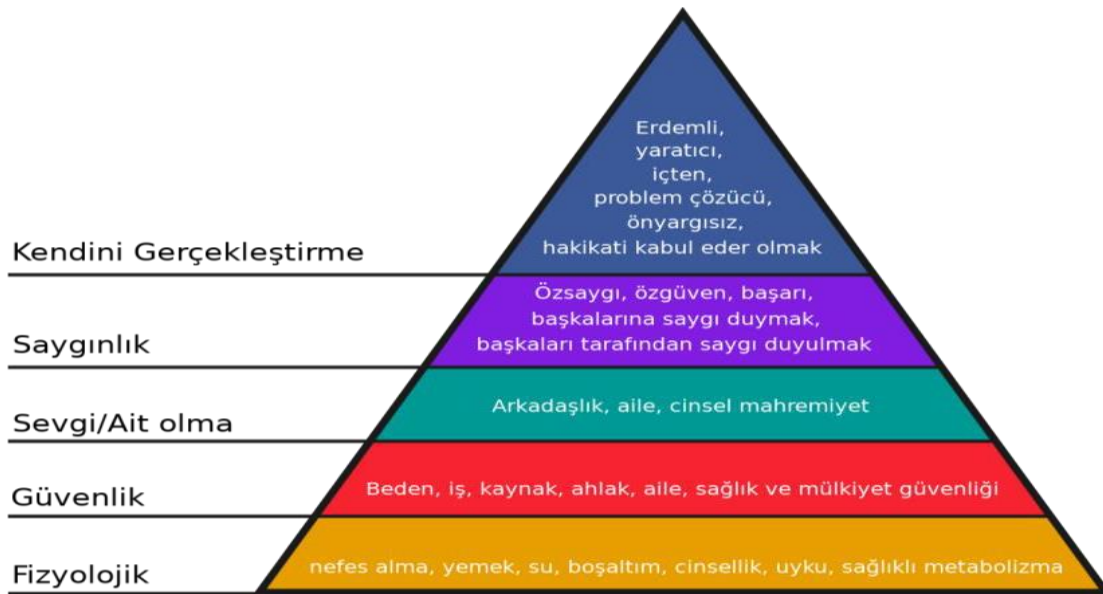 Erdemli,
yaratıcı,
içten,
problem çözücü,
önyargısız,
hakikati kabul eder olmak
Kendini Gerçekleştirme
Özsaygı, özgüven, başarı,
başkalarına saygı duymak,
başkaları tarafından saygı duyulmak
Saygınlık
Arkadaşlık, aile, cinsel mahremiyet
Sevgi/Ait olma
Beden, iş, kaynak, ahlak, aile, sağlık ve mülkiyet güvenliği
Güvenlik
nefes alma, yemek, su, boşaltım, cinsellik, uyku, sağlıklı metabolizma
Fizyolojik